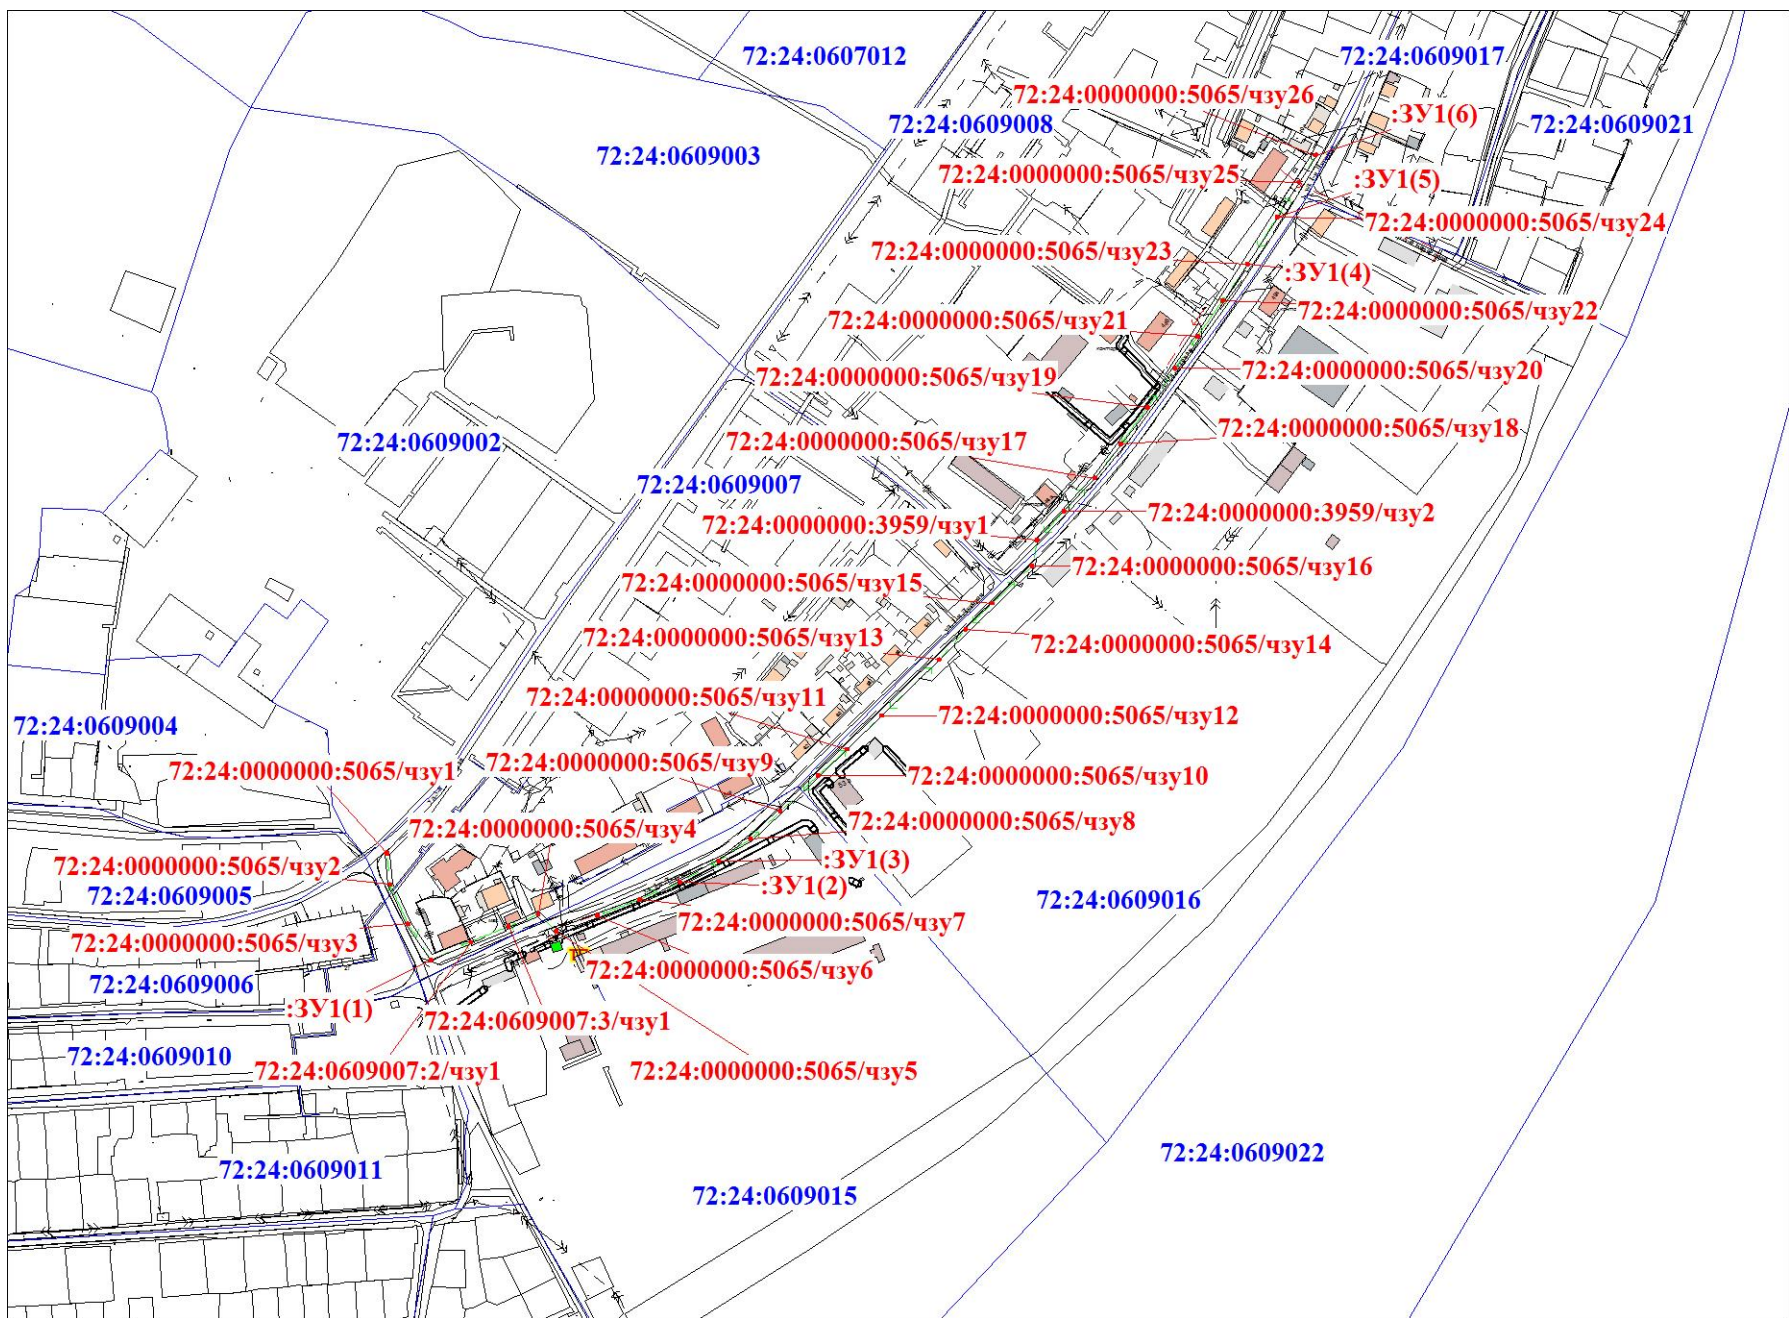 72:24:0607012
72:24:0609017
72:24:0000000:5065/чзу26
:ЗУ1(6)
72:24:0609008
72:24:0609021
72:24:0609003
72:24:0000000:5065/чзу25
:ЗУ1(5)
72:24:0000000:5065/чзу24
72:24:0000000:5065/чзу23
:ЗУ1(4)
72:24:0000000:5065/чзу22
72:24:0000000:5065/чзу21
72:24:0000000:5065/чзу20
72:24:0000000:5065/чзу19
72:24:0000000:5065/чзу18
72:24:0609002
72:24:0000000:5065/чзу17
72:24:0609007
72:24:0000000:3959/чзу2
72:24:0000000:3959/чзу1
72:24:0000000:5065/чзу16
72:24:0000000:5065/чзу15
72:24:0000000:5065/чзу13
72:24:0000000:5065/чзу14
72:24:0000000:5065/чзу11
72:24:0000000:5065/чзу12
72:24:0609004
72:24:0000000:5065/чзу1
72:24:0000000:5065/чзу9
72:24:0000000:5065/чзу10
72:24:0000000:5065/чзу4
72:24:0000000:5065/чзу8
72:24:0000000:5065/чзу2
:ЗУ1(3)
72:24:0609005
:ЗУ1(2)
72:24:0609016
72:24:0000000:5065/чзу7
72:24:0000000:5065/чзу3
72:24:0000000:5065/чзу6
72:24:0609006
:ЗУ1(1)
72:24:0609007:3/чзу1
72:24:0609010
72:24:0609007:2/чзу1
72:24:0000000:5065/чзу5
72:24:0609022
72:24:0609011
72:24:0609015